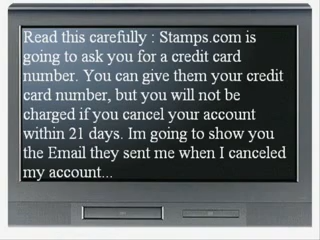 Read this carefully : Stamps.com is
going to ask you for a credit card
number. You can give them your credit
card number, but you will not be
charged if you cancel your account
within 21 days. Im going to show you
the Email they sent me when I canceled
my account...